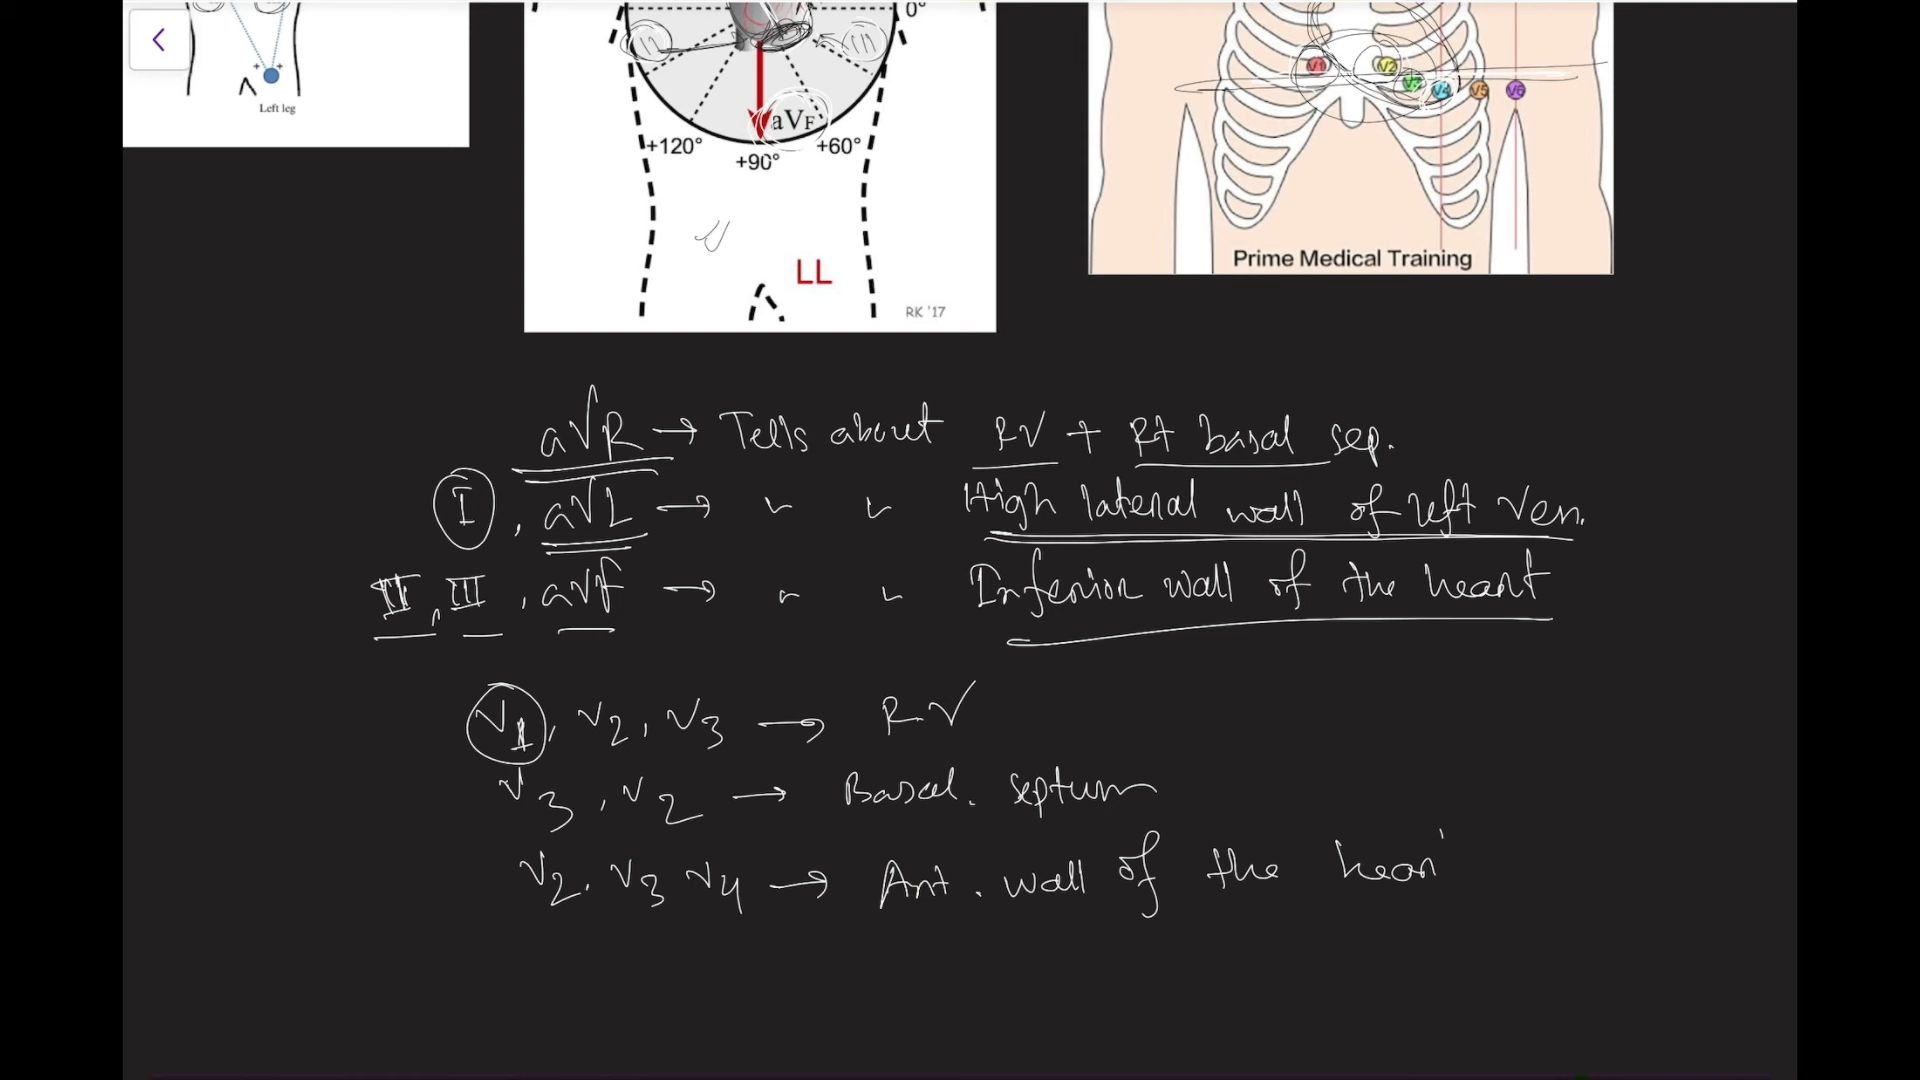 Left leg
0°
aVF
+120°
+90°
+60°
LL
RK '17
V1 V2 V3 V4 V5 V6
Prime Medical Training
aVR → Tells about RV + Rt basal sep.
I, aVL → " " High lateral wall of left Ven.
II, III, aVf → " " Inferior wall of the heart
V1, V2, V3 → RV
V3, V2 → Basal. septum
V2. V3 V4 → Ant. wall of the hear